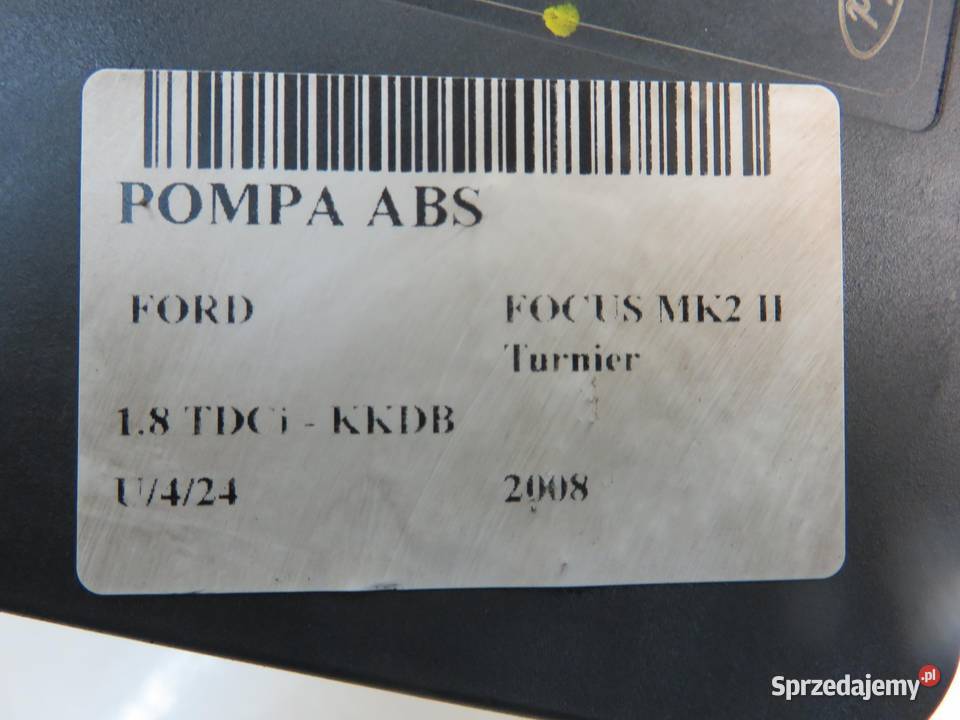 POMPA ABS
FORD FOCUS MK2 II
Turnier
1.8 TDCi - KKDB
U/4/24 2008
Sprzedajemy.pl